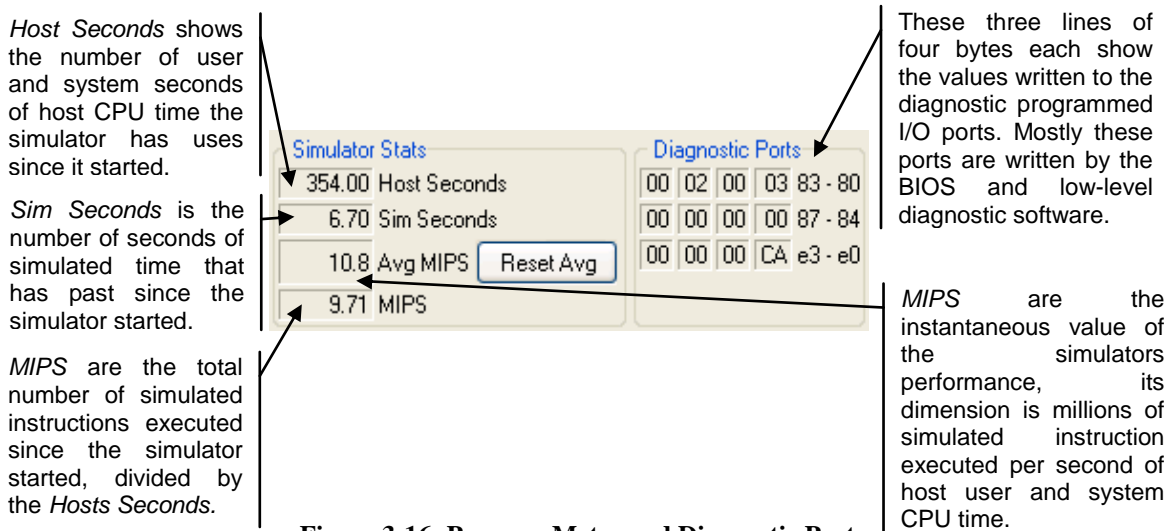 Host Seconds shows
the number of user
and system seconds
of host CPU time the
simulator has uses
since it started.
Sim Seconds is the
number of seconds of
simulated time that
has past since the
simulator started.
MIPS are the total
number of simulated
instructions executed
since the simulator
started, divided by
the Hosts Seconds.
Simulator Stats
354.00 Host Seconds
6.70 Sim Seconds
10.8 Avg MIPS Reset Avg
9.71 MIPS
Diagnostic Ports
00 02 00 03 83 - 80
00 00 00 00 87 - 84
00 00 00 CA e3 - e0
These three lines of
four bytes each show
the values written to the
diagnostic programmed
I/O ports. Mostly these
ports are written by the
BIOS and low-level
diagnostic software.
MIPS are the
instantaneous value of
the simulators
performance, its
dimension is millions of
simulated instruction
executed per second of
host user and system
CPU time.
Figure 3-16: Progress Meter and Diagnostic Ports